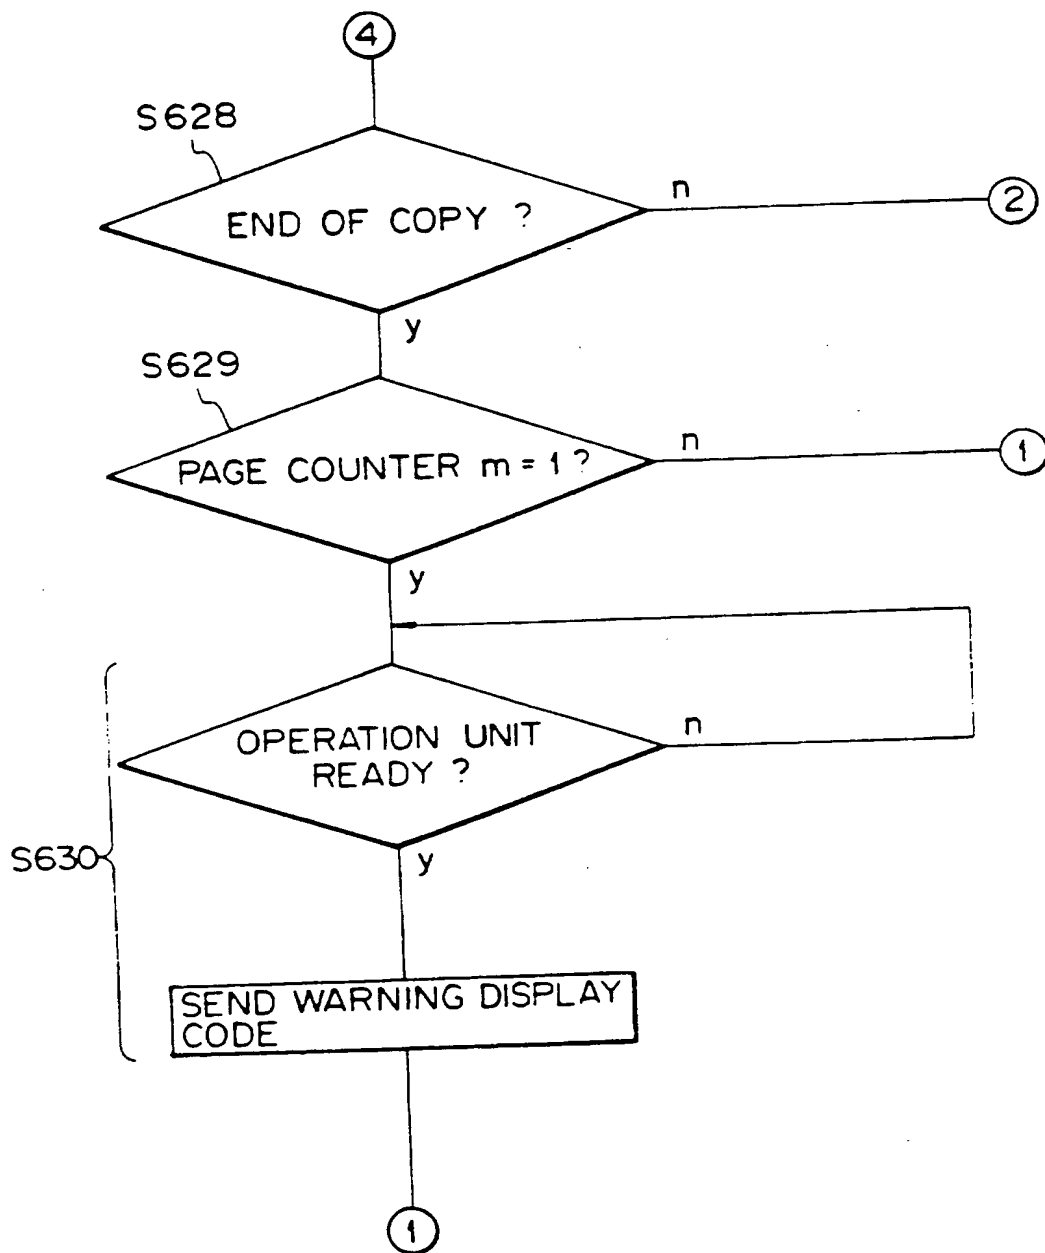 4
S628
END OF COPY ?
n
2
y
S629
PAGE COUNTER m = 1 ?
n
1
y
OPERATION UNIT
READY ?
n
S630
y
SEND WARNING DISPLAY
CODE
1